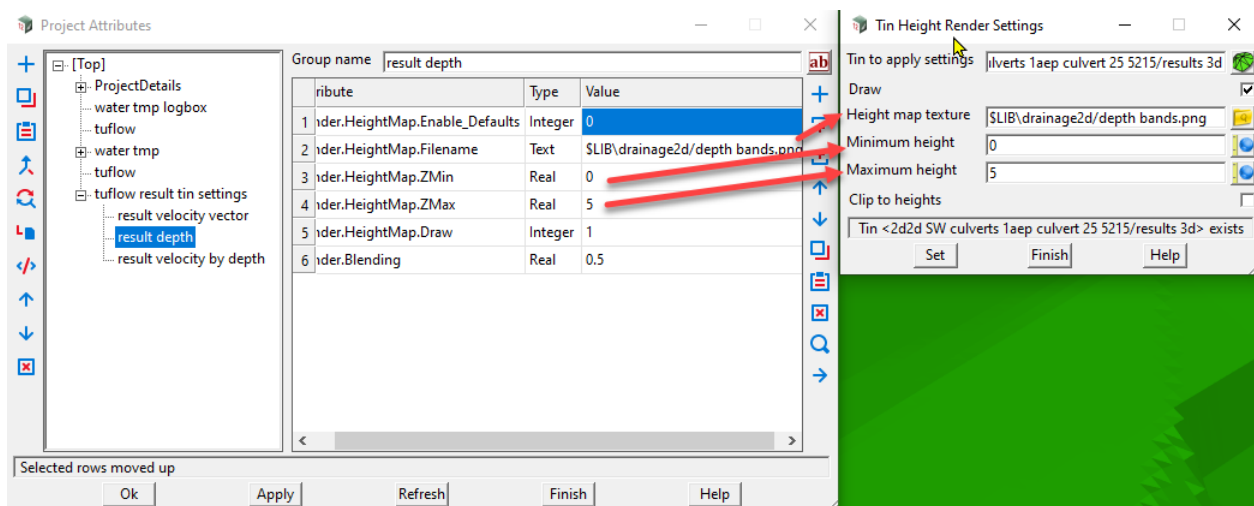 Project Attributes
[Top]
ProjectDetails
water tmp logbox
tuflow
water tmp
tuflow
tuflow result tin settings
result velocity vector
result depth
result velocity by depth
Group name result depth
ab
ribute Type Value
1 nder.HeightMap.Enable_Defaults Integer 0
2 nder.HeightMap.Filename Text $LIB\drainage2d/depth bands.png
3 nder.HeightMap.ZMin Real 0
4 nder.HeightMap.ZMax Real 5
5 nder.HeightMap.Draw Integer 1
6 nder.Blending Real 0.5
Selected rows moved up
Ok Apply Refresh Finish Help
Tin Height Render Settings
Tin to apply settings ulverts 1aep culvert 25 5215/results 3d
Draw
Height map texture $LIB\drainage2d/depth bands.png
Minimum height 0
Maximum height 5
Clip to heights
Tin <2d2d SW culverts 1aep culvert 25 5215/results 3d> exists
Set Finish Help